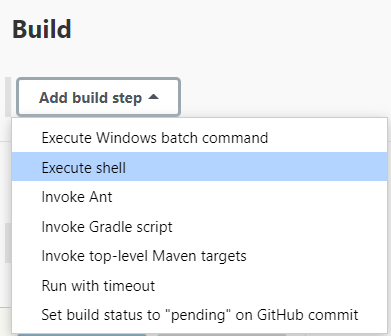 Build
Add build step
Execute Windows batch command
Execute shell
Invoke Ant
Invoke Gradle script
Invoke top-level Maven targets
Run with timeout
Set build status to "pending" on GitHub commit